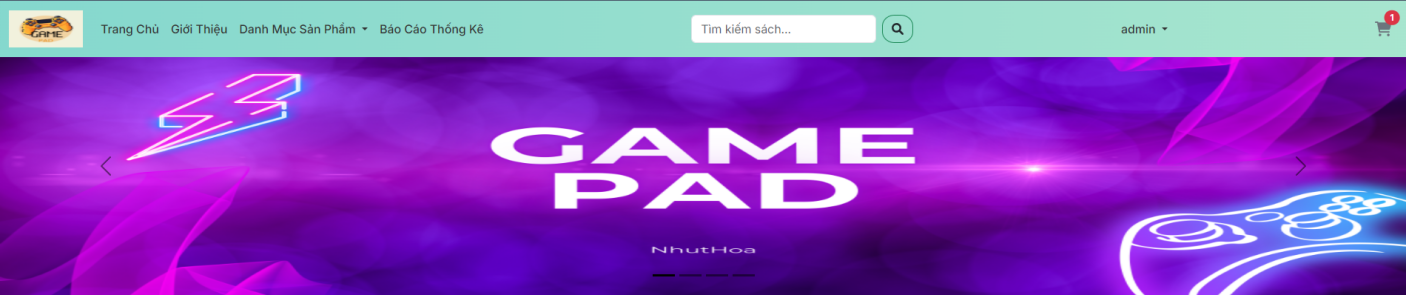 GAME
Trang Chủ Giới Thiệu Danh Mục Sản Phẩm Báo Cáo Thống Kê Tìm kiếm sách... admin 1
GAME
PAD
NhutHoa